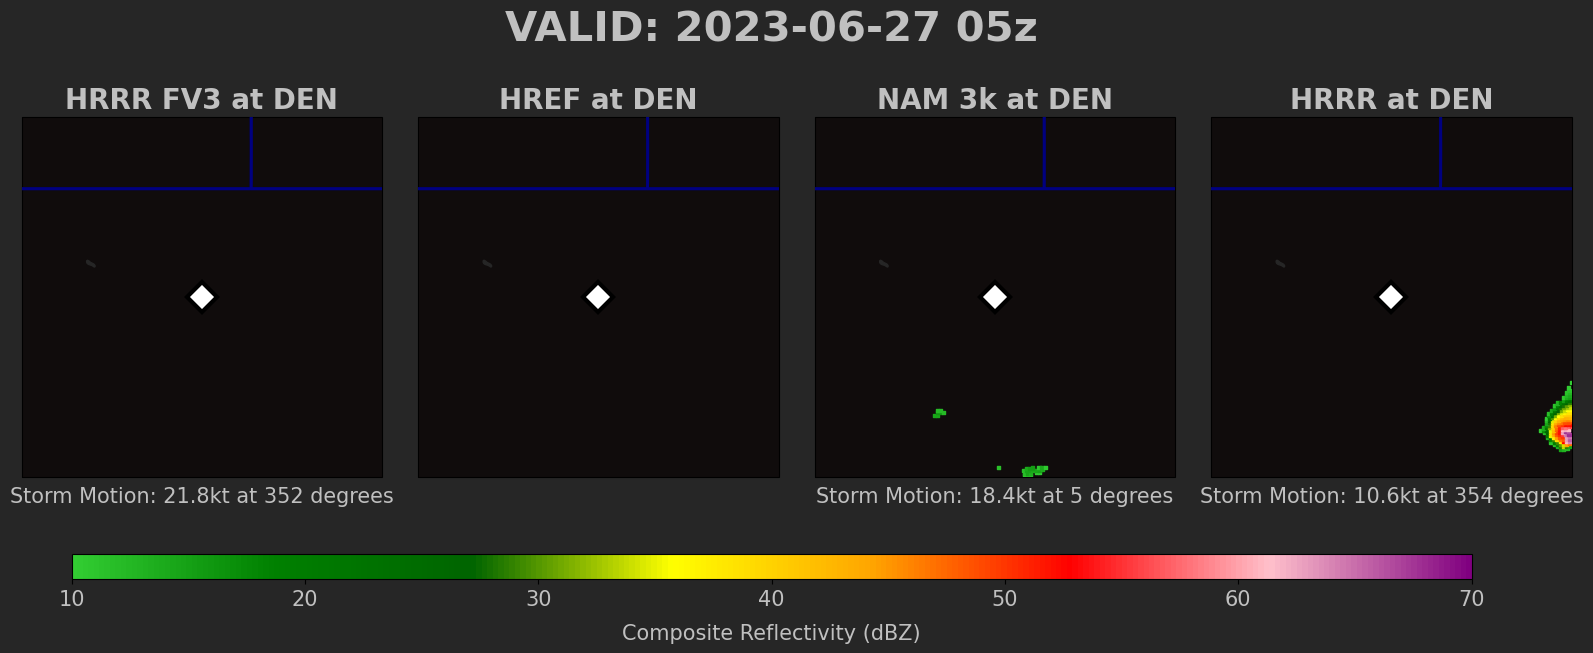 VALID: 2023-06-27 05z
HRRR FV3 at DEN
HREF at DEN
NAM 3k at DEN
HRRR at DEN
Storm Motion: 21.8kt at 352 degrees
Storm Motion: 18.4kt at 5 degrees
Storm Motion: 10.6kt at 354 degrees
10 20 30 40 50 60 70
Composite Reflectivity (dBZ)